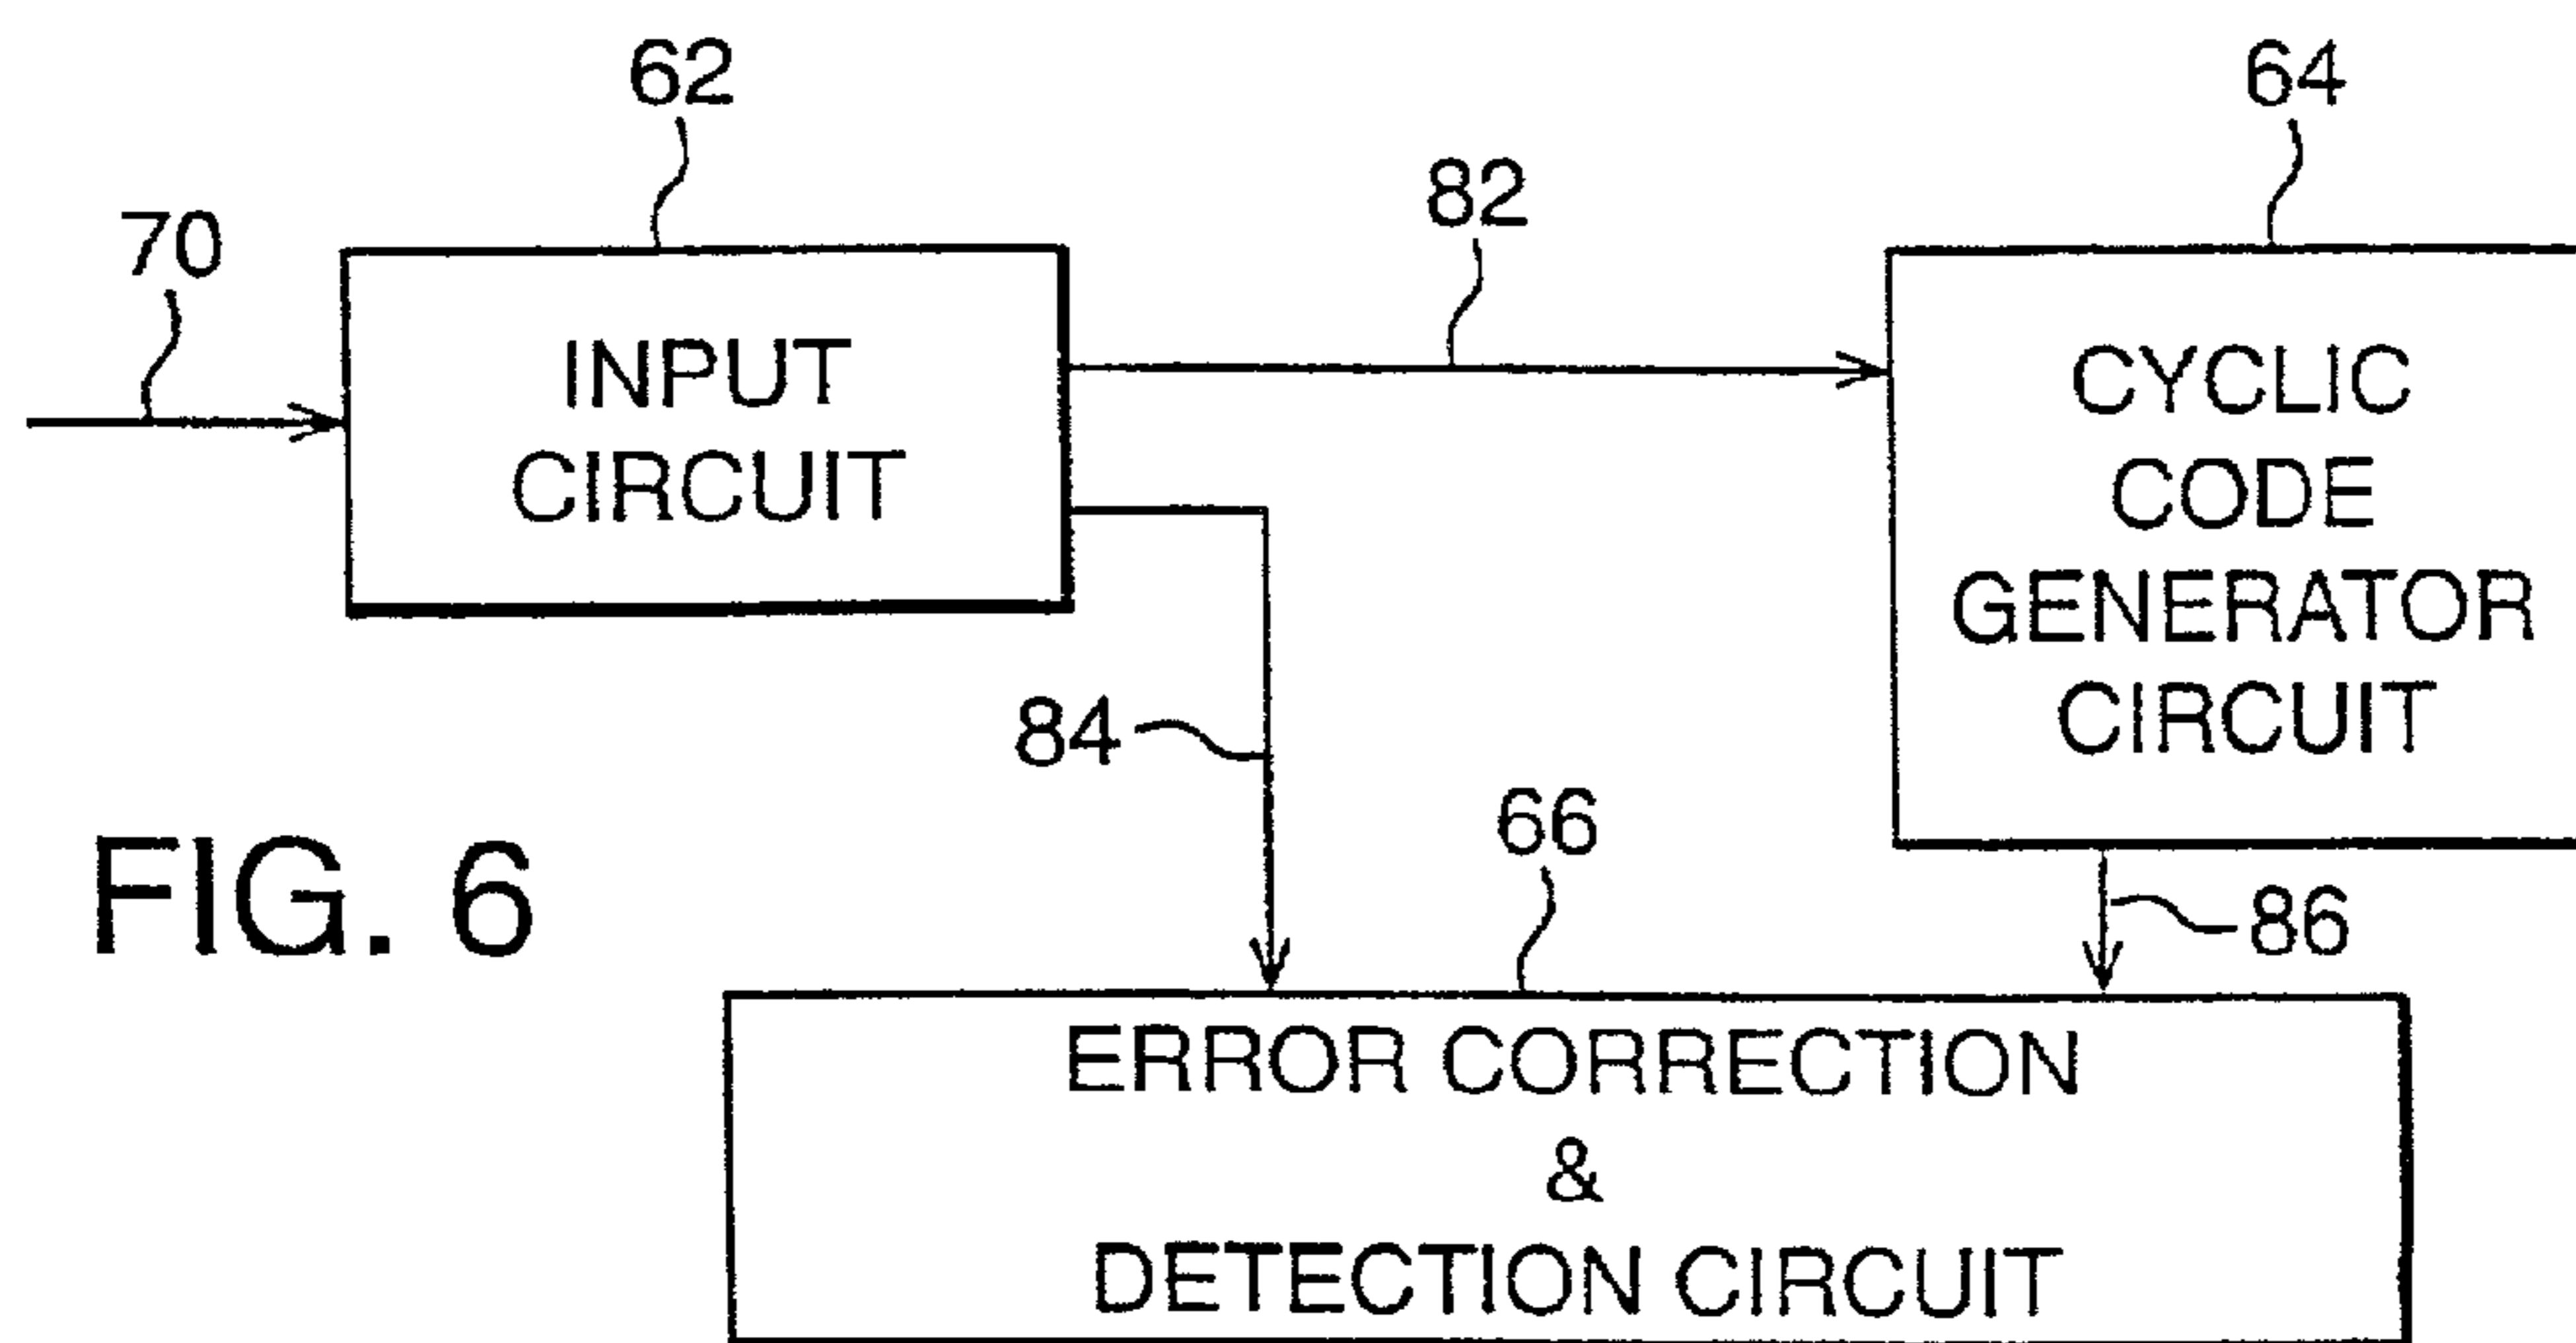 62
64
82
70
INPUT
CIRCUIT
CYCLIC
CODE
GENERATOR
CIRCUIT
84
66
FIG. 6
86
ERROR CORRECTION
&
DETECTION CIRCUIT